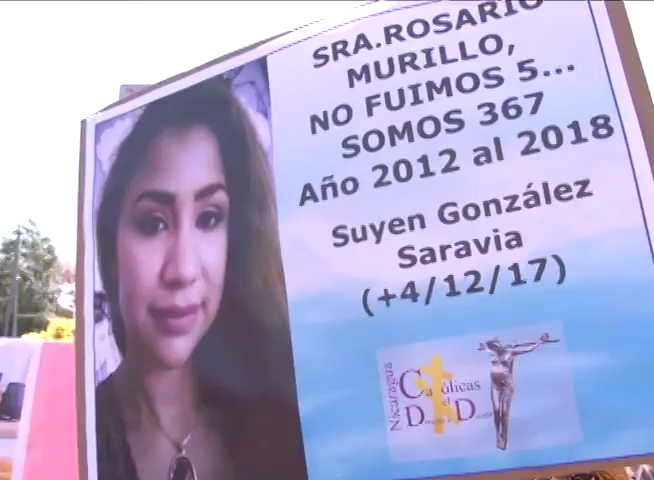 SRA.ROSARIO
MURILLO,
NO FUIMOS 5...
SOMOS 367
Año 2012 al 2018
Suyen González
Saravia
(+4/12/17)
Nicaragua
Católicas
el
D D